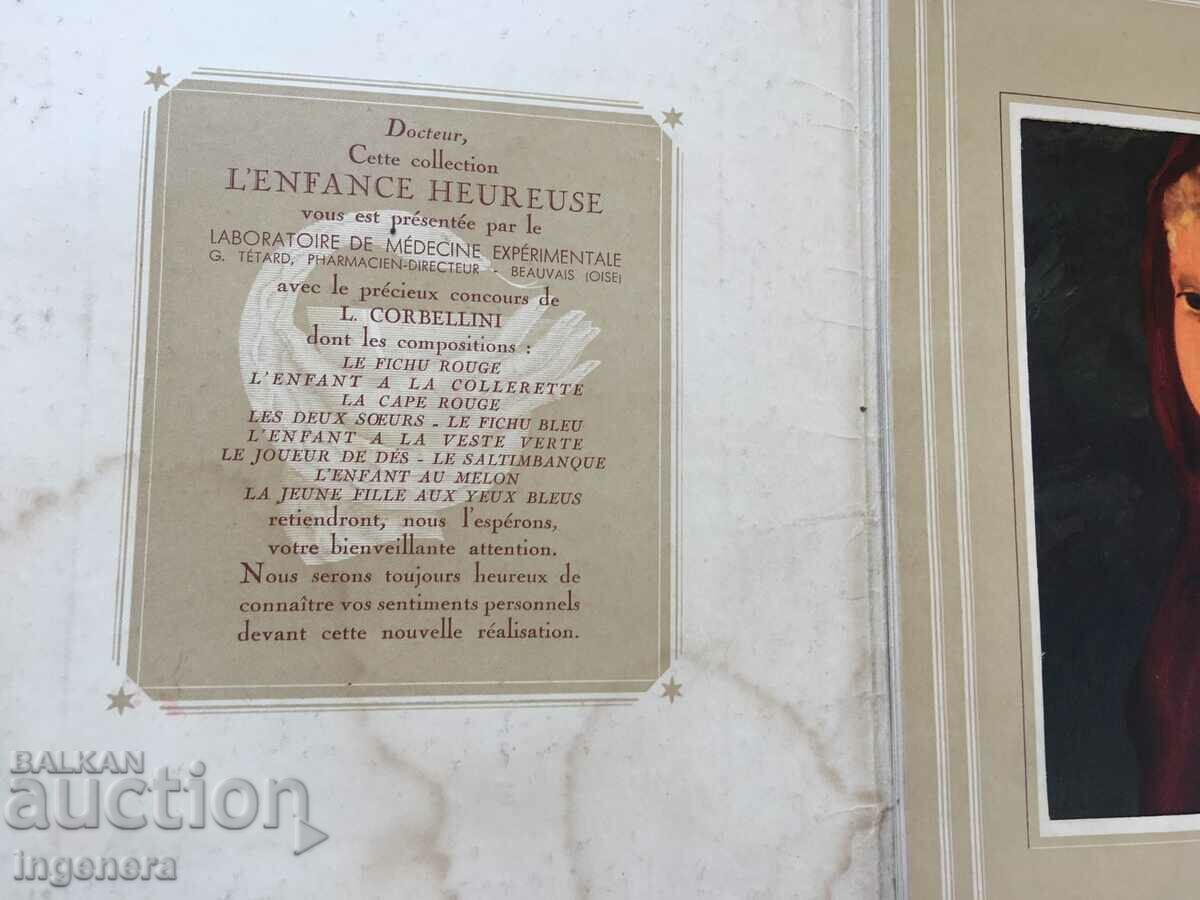 Docteur,
Cette collection
L'ENFANCE HEUREUSE
vous est présentée par le
LABORATOIRE DE MÉDECINE EXPÉRIMENTALE
G. TÉTARD, PHARMACIEN-DIRECTEUR - BEAUVAIS (OISE)
avec le précieux concours de
L. CORBELLINI
dont les compositions :
LE FICHU ROUGE
L'ENFANT A LA COLLERETTE
LA CAPE ROUGE
LES DEUX SŒURS - LE FICHU BLEU
L'ENFANT A LA VESTE VERTE
LE JOUEUR DE DÉS - LE SALTIMBANQUE
L'ENFANT AU MELON
LA JEUNE FILLE AUX YEUX BLEUS
retiendront, nous l'espérons,
votre bienveillante attention.
Nous serons toujours heureux de
connaître vos sentiments personnels
devant cette nouvelle réalisation.
BALKAN
auction
ingenera